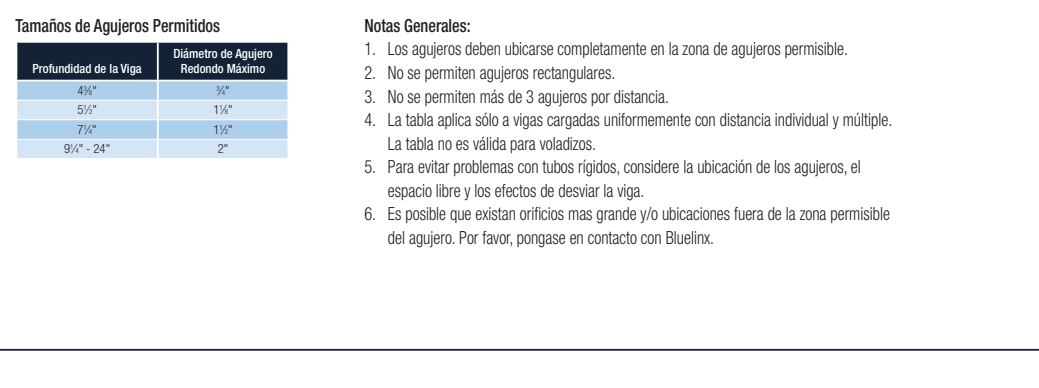 Tamaños de Agujeros Permitidos
Profundidad de la Viga
Diámetro de Agujero
Redondo Máximo
4⅜" ¾"
5½" 1⅛"
7¼" 1½"
9¼" - 24" 2"
Notas Generales:
1. Los agujeros deben ubicarse completamente en la zona de agujeros permisible.
2. No se permiten agujeros rectangulares.
3. No se permiten más de 3 agujeros por distancia.
4. La tabla aplica sólo a vigas cargadas uniformemente con distancia individual y múltiple.
La tabla no es válida para voladizos.
5. Para evitar problemas con tubos rígidos, considere la ubicación de los agujeros, el
espacio libre y los efectos de desviar la viga.
6. Es posible que existan orificios mas grande y/o ubicaciones fuera de la zona permisible
del agujero. Por favor, pongase en contacto con Bluelinx.